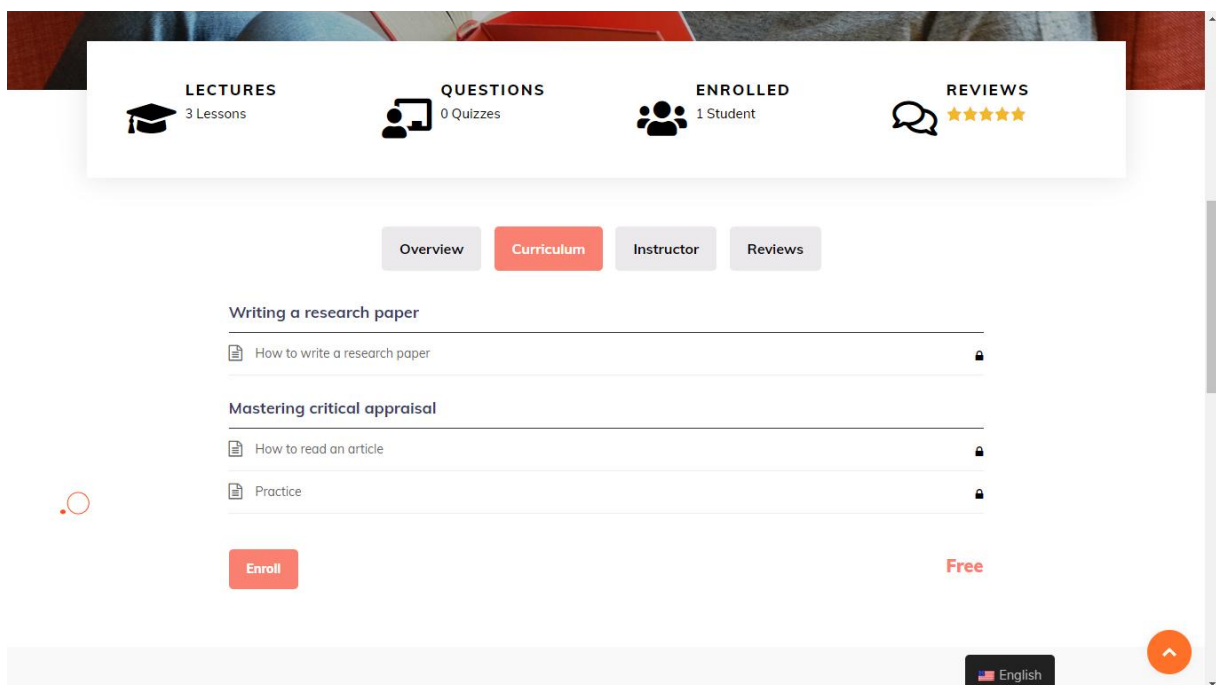 LECTURES
3 Lessons
QUESTIONS
0 Quizzes
ENROLLED
1 Student
REVIEWS
Overview
Curriculum
Instructor
Reviews
Writing a research paper
How to write a research paper
Mastering critical appraisal
How to read an article
Practice
Enroll
Free
English